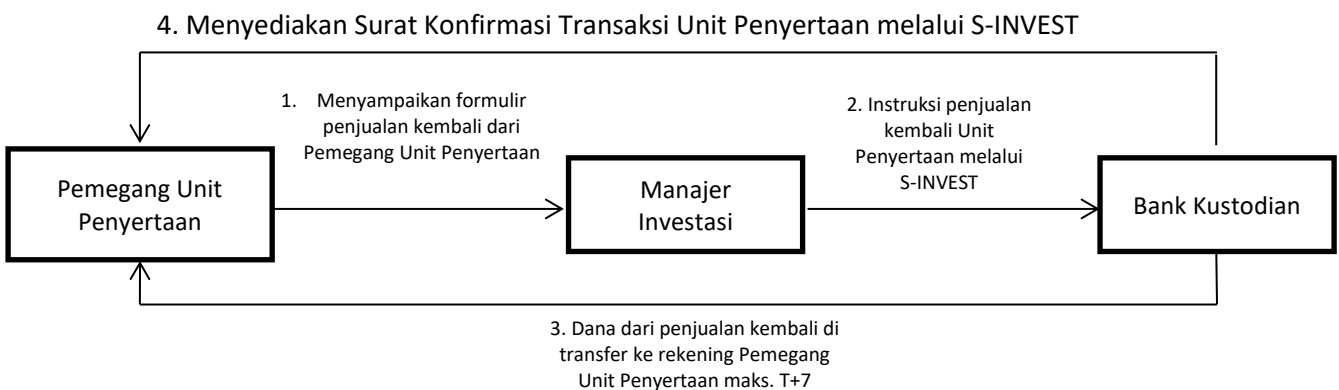 4. Menyediakan Surat Konfirmasi Transaksi Unit Penyertaan melalui S-INVEST
1. Menyampaikan formulir
penjualan kembali dari
Pemegang Unit Penyertaan
2. Instruksi penjualan
kembali Unit
Penyertaan melalui
S-INVEST
Pemegang Unit
Penyertaan
Manajer
Investasi
Bank Kustodian
3. Dana dari penjualan kembali di
transfer ke rekening Pemegang
Unit Penyertaan maks. T+7